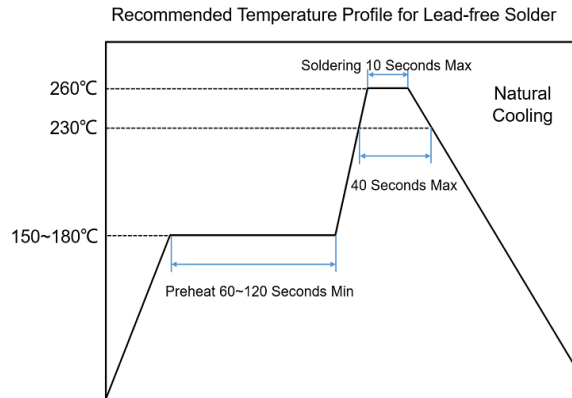 Recommended Temperature Profile for Lead-free Solder
Soldering 10 Seconds Max
260℃
Natural
Cooling
230℃
40 Seconds Max
150~180℃
Preheat 60~120 Seconds Min